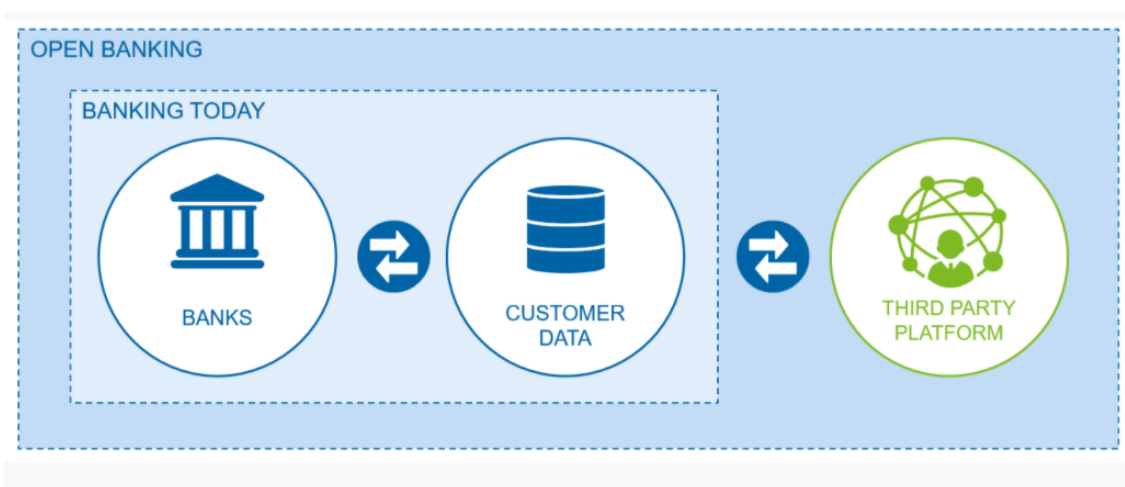 OPEN BANKING
BANKING TODAY
BANKS
CUSTOMER
DATA
THIRD PARTY
PLATFORM